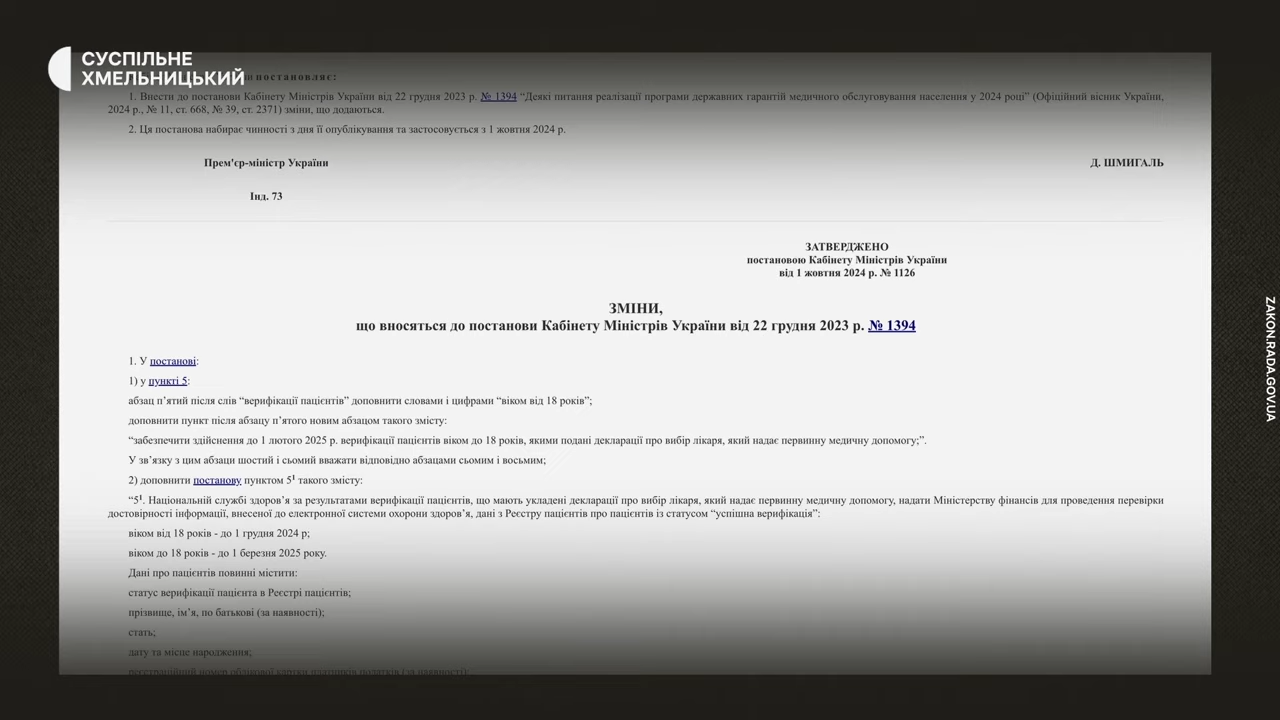 СУСПІЛЬНЕ
ХМЕЛЬНИЦЬКИЙ
постановляє:
1. Внести до постанови Кабінету Міністрів України від 22 грудня 2023 р. № 1394 “Деякі питання реалізації програми державних гарантій медичного обслуговування населення у 2024 році” (Офіційний вісник України,
2024 р., № 11, ст. 668, № 39, ст. 2371) зміни, що додаються.
2. Ця постанова набирає чинності з дня її опублікування та застосовується з 1 жовтня 2024 р.
Прем'єр-міністр України
Д. ШМИГАЛЬ
Інд. 73
ЗАТВЕРДЖЕНО
постановою Кабінету Міністрів України
від 1 жовтня 2024 р. № 1126
ЗМІНИ,
що вносяться до постанови Кабінету Міністрів України від 22 грудня 2023 р. № 1394
1. У постанові:
1) у пункті 5:
абзац п’ятий після слів “верифікації пацієнтів” доповнити словами і цифрами “віком від 18 років”;
доповнити пункт після абзацу п’ятого новим абзацом такого змісту:
“забезпечити здійснення до 1 лютого 2025 р. верифікації пацієнтів віком до 18 років, якими подані декларації про вибір лікаря, який надає первинну медичну допомогу;”.
У зв’язку з цим абзаци шостий і сьомий вважати відповідно абзацами сьомим і восьмим;
2) доповнити постанову пунктом 5¹ такого змісту:
“5¹. Національній службі здоров’я за результатами верифікації пацієнтів, що мають укладені декларації про вибір лікаря, який надає первинну медичну допомогу, надати Міністерству фінансів для проведення перевірки
достовірності інформації, внесеної до електронної системи охорони здоров’я, дані з Реєстру пацієнтів про пацієнтів із статусом “успішна верифікація”:
віком від 18 років - до 1 грудня 2024 р;
віком до 18 років - до 1 березня 2025 року.
Дані про пацієнтів повинні містити:
статус верифікації пацієнта в Реєстрі пацієнтів;
прізвище, ім’я, по батькові (за наявності);
стать;
дату та місце народження;
реєстраційний номер облікової картки платників податків (за наявності);
ZAKON.RADA.GOV.UA